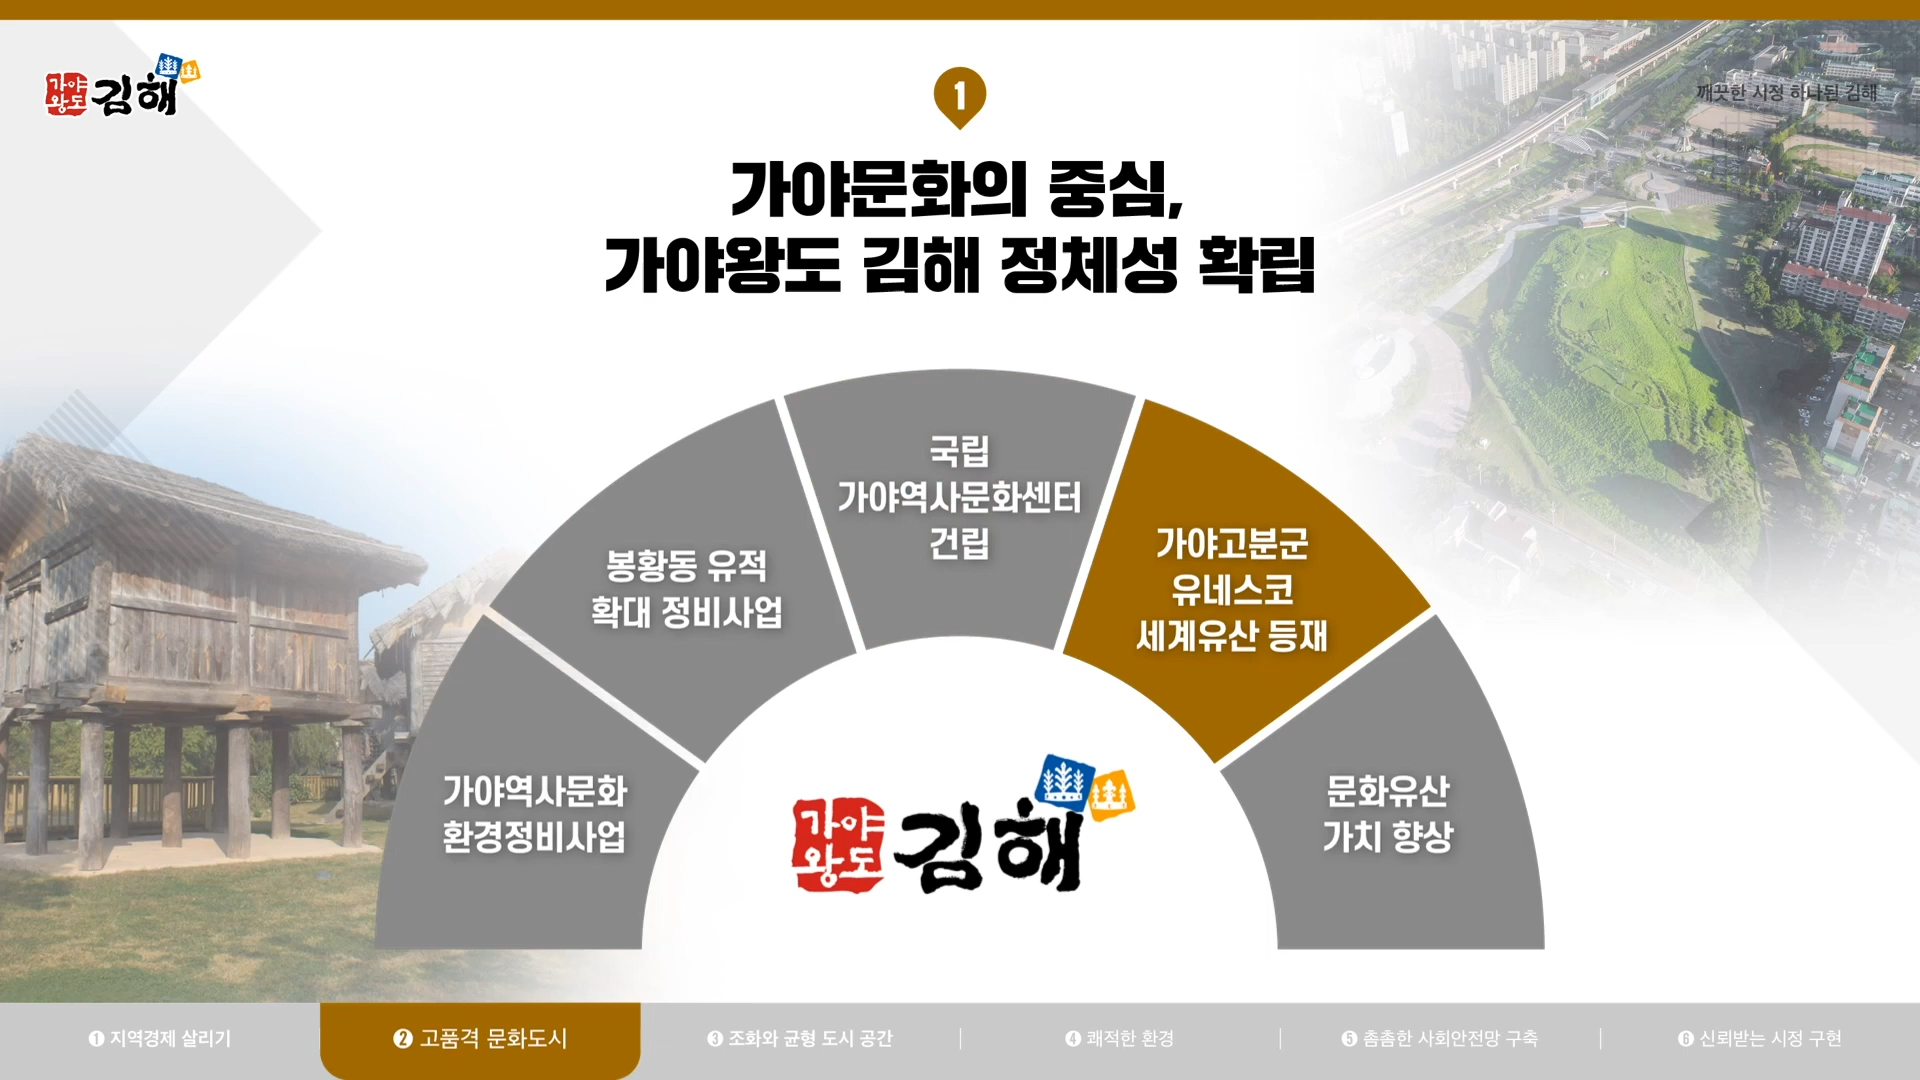 가야
왕도 김해
1
깨끗한 시정 하나된 김해
가야문화의 중심,
가야왕도 김해 정체성 확립
가야역사문화
환경정비사업
봉황동 유적
확대 정비사업
국립
가야역사문화센터
건립
가야고분군
유네스코
세계유산 등재
문화유산
가치 향상
가야
왕도 김해
❶ 지역경제 살리기
❷ 고품격 문화도시
❸ 조화와 균형 도시 공간
❹ 쾌적한 환경
❺ 촘촘한 사회안전망 구축
❻ 신뢰받는 시정 구현